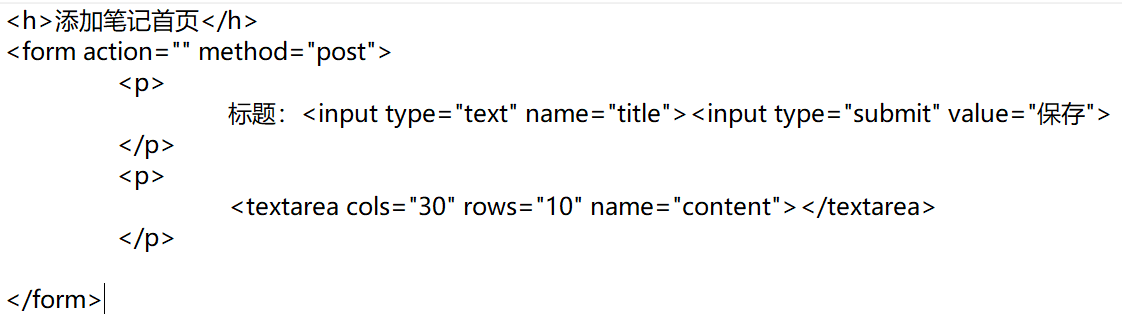 <h>添加笔记首页</h>
<form action="" method="post">
<p>
标题：<input type="text" name="title"><input type="submit" value="保存">
</p>
<p>
<textarea cols="30" rows="10" name="content"></textarea>
</p>
</form>